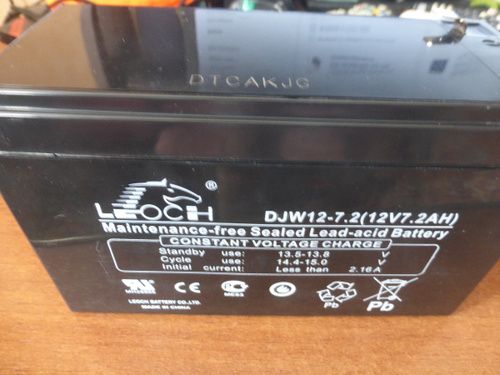 DTCAKJG
LEOCH ®
DJW12-7.2(12V7.2AH)
Maintenance-free Sealed Lead-acid Battery
CONSTANT VOLTAGE CHARGE
Standby use: 13.5-13.8 V
Cycle use: 14.4-15.0 V
Initial current: Less than 2.16A
CE
Pb
LEOCH BATTERY CO.,LTD.
MADE IN CHINA